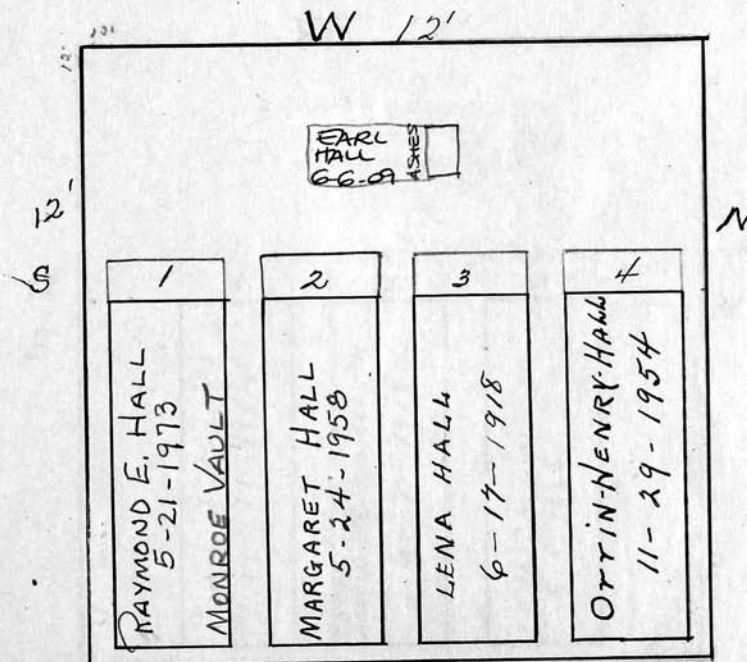 W 12'
12'
S
N
EARL
HALL
6-6-09
ASHES
1
2
3
4
RAYMOND E. HALL
5-21-1973
MONROE VAULT
MARGARET HALL
5-24-1958
LENA HALL
6-17-1918
Orrin-HENRY-HALL
11-29-1954